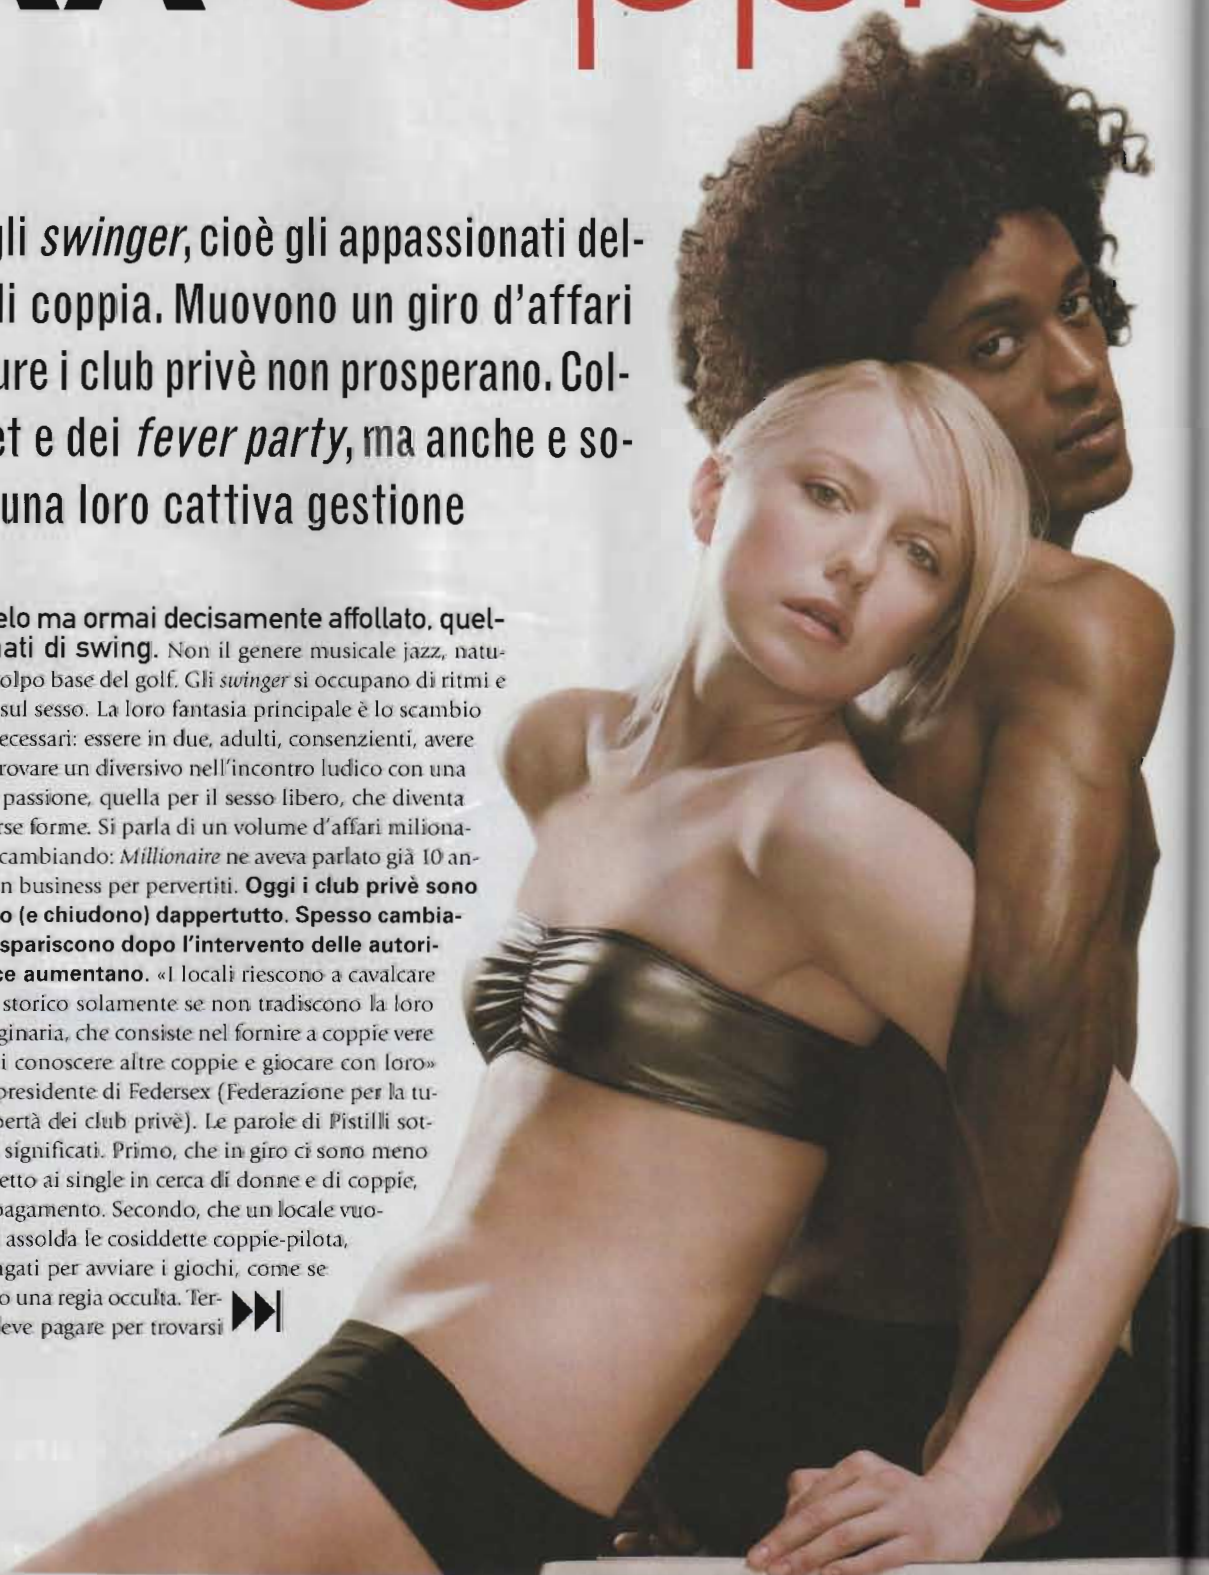 coppie
gli swinger, cioè gli appassionati del-
di coppia. Muovono un giro d'affari
ure i club privè non prosperano. Col-
et e dei fever party, ma anche e so-
una loro cattiva gestione
elo ma ormai decisamente affollato, quel-
ati di swing. Non il genere musicale jazz, natu-
olpo base del golf. Gli swinger si occupano di ritmi e
sul sesso. La loro fantasia principale è lo scambio
ecessari: essere in due, adulti, consenzienti, avere
rovare un diversivo nell'incontro ludico con una
passione, quella per il sesso libero, che diventa
rse forme. Si parla di un volume d'affari miliona-
cambiando: Millionaire ne aveva parlato già 10 an-
n business per pervertiti. Oggi i club privè sono
o (e chiudono) dappertutto. Spesso cambia-
spariscono dopo l'intervento delle autori-
ce aumentano. «I locali riescono a cavalcare
storico solamente se non tradiscono la loro
ginaria, che consiste nel fornire a coppie vere
i conoscere altre coppie e giocare con loro»
presidente di Federsex (Federazione per la tu-
bertà dei club privè). Le parole di Pistilli sot-
significati. Primo, che in giro ci sono meno
etto ai single in cerca di donne e di coppie,
pagamento. Secondo, che un locale vuo-
assolda le cosiddette coppie-pilota,
agati per avviare i giochi, come se
o una regia occulta. Ter-
deve pagare per trovarsi